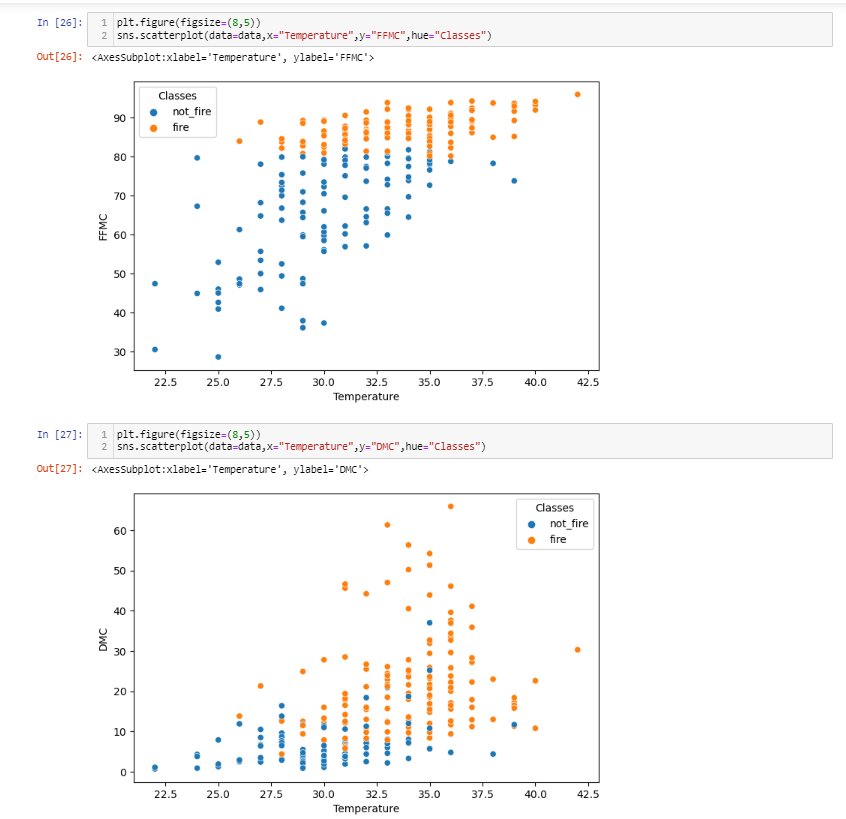 In [26]: 1 plt.figure(figsize=(8,5))
2 sns.scatterplot(data=data,x="Temperature",y="FFMC",hue="Classes")
Out[26]: <AxesSubplot:xlabel='Temperature', ylabel='FFMC'>
Classes
not_fire
fire
90
80
70
60
50
40
30
FFMC
22.5 25.0 27.5 30.0 32.5 35.0 37.5 40.0 42.5
Temperature
In [27]: 1 plt.figure(figsize=(8,5))
2 sns.scatterplot(data=data,x="Temperature",y="DMC",hue="Classes")
Out[27]: <AxesSubplot:xlabel='Temperature', ylabel='DMC'>
Classes
not_fire
fire
60
50
40
30
20
10
0
DMC
22.5 25.0 27.5 30.0 32.5 35.0 37.5 40.0 42.5
Temperature